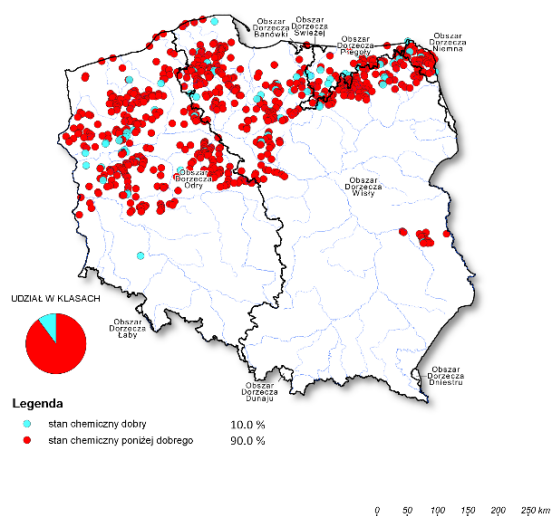 Obszar
Dorzecza
Banówki
Obszar
Dorzecza
Świeżej
Obszar
Dorzecza
Pregoły
Obszar
Dorzecza
Niemna
Obszar
Dorzecza
Odry
Obszar
Dorzecza
Wisły
UDZIAŁ W KLASACH
Obszar
Dorzecza
Łaby
Obszar
Dorzecza
Dunaju
Obszar
Dorzecza
Dniestru
Legenda
stan chemiczny dobry 10.0 %
stan chemiczny poniżej dobrego 90.0 %
0 50 100 150 200 250 km